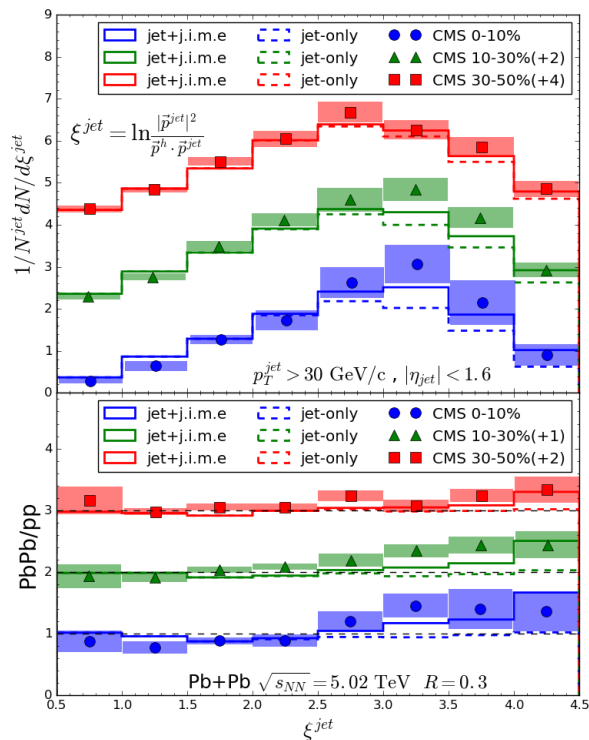 9
8
7
6
5
4
3
2
1
0
1/N^{jet}dN/dξ^{jet}
jet+j.i.m.e jet-only CMS 0-10%
jet+j.i.m.e jet-only CMS 10-30%(+2)
jet+j.i.m.e jet-only CMS 30-50%(+4)
ξ^{jet} = ln |p⃗^{jet}|^2 / p⃗^h · p⃗^{jet}
p_T^{jet} > 30 GeV/c , |η_{jet}| < 1.6
4
3
2
1
0
PbPb/pp
jet+j.i.m.e jet-only CMS 0-10%
jet+j.i.m.e jet-only CMS 10-30%(+1)
jet+j.i.m.e jet-only CMS 30-50%(+2)
Pb+Pb √s_{NN} = 5.02 TeV R = 0.3
0.5 1.0 1.5 2.0 2.5 3.0 3.5 4.0 4.5
ξ^{jet}